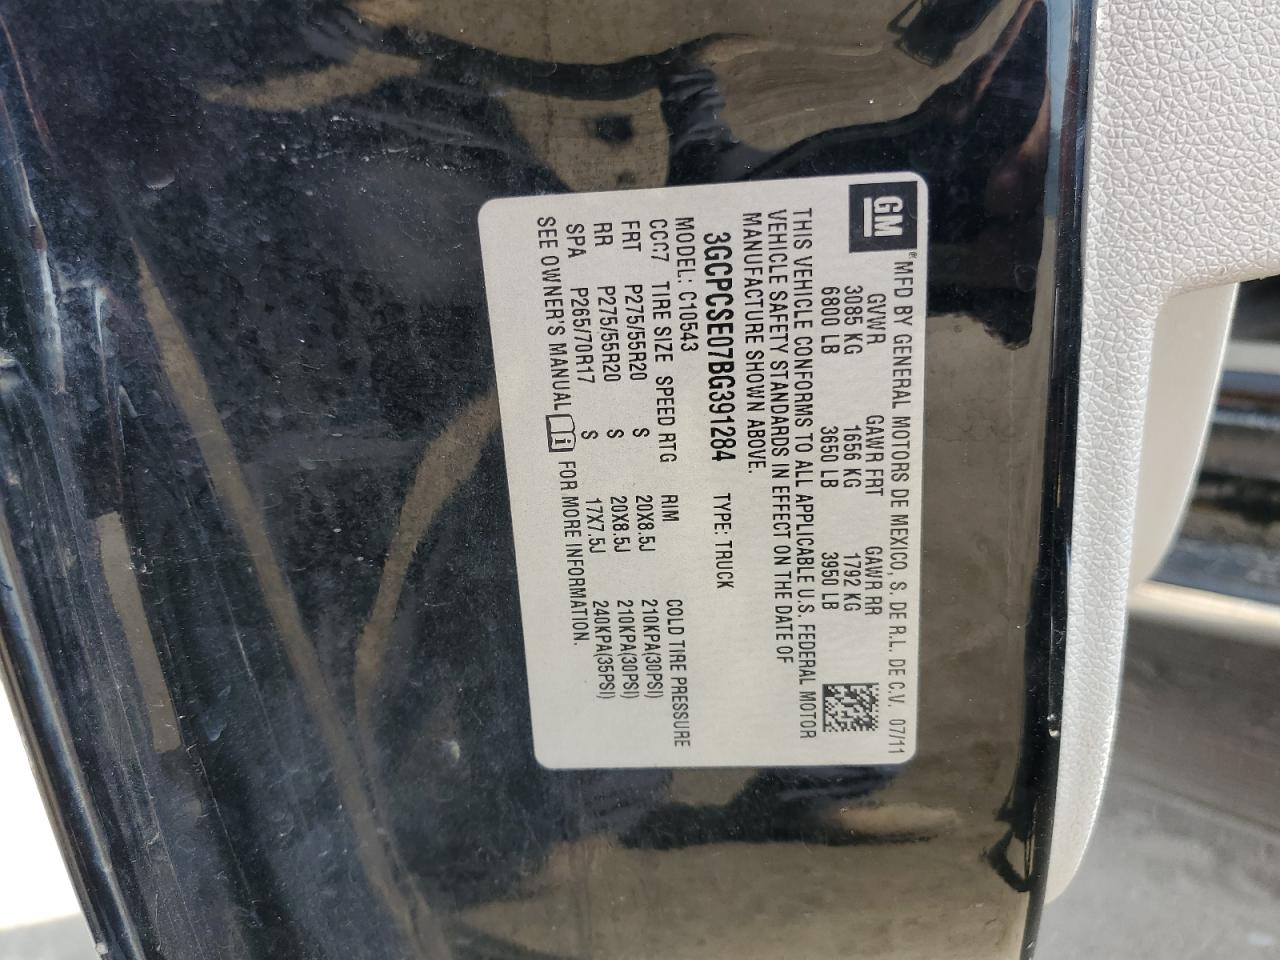 GM
® MFD BY GENERAL MOTORS DE MEXICO, S. DE R.L. DE C.V. 07/11
GVWR GAWR FRT GAWR RR
3085 KG 1656 KG 1792 KG
6800 LB 3650 LB 3950 LB
THIS VEHICLE CONFORMS TO ALL APPLICABLE U.S. FEDERAL MOTOR
VEHICLE SAFETY STANDARDS IN EFFECT ON THE DATE OF
MANUFACTURE SHOWN ABOVE.
3GCPCSE07BG391284 TYPE: TRUCK
MODEL: C10543
CCC7 TIRE SIZE SPEED RTG RIM COLD TIRE PRESSURE
FRT P275/55R20 S 20X8.5J 210KPA(30PSI)
RR P275/55R20 S 20X8.5J 210KPA(30PSI)
SPA P265/70R17 S 17X7.5J 240KPA(35PSI)
SEE OWNER'S MANUAL i FOR MORE INFORMATION.